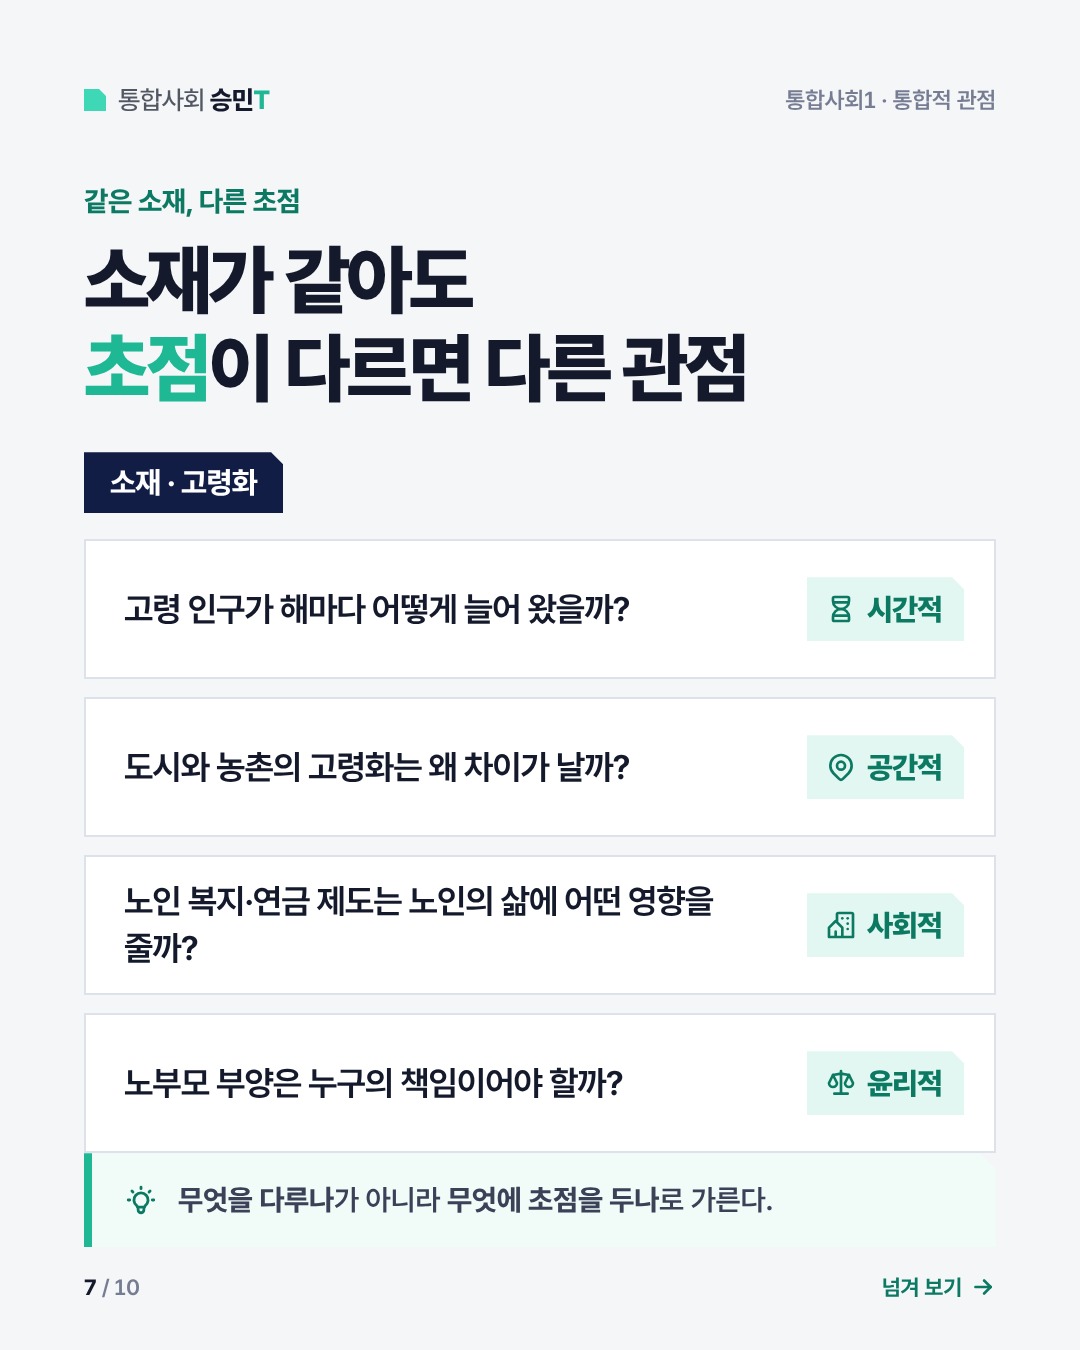 통합사회 승민T
통합사회1 · 통합적 관점
같은 소재, 다른 초점
소재가 같아도
초점이 다르면 다른 관점
소재 · 고령화
고령 인구가 해마다 어떻게 늘어 왔을까?
시간적
도시와 농촌의 고령화는 왜 차이가 날까?
공간적
노인 복지·연금 제도는 노인의 삶에 어떤 영향을
줄까?
사회적
노부모 부양은 누구의 책임이어야 할까?
윤리적
무엇을 다루나가 아니라 무엇에 초점을 두나로 가른다.
7 / 10
넘겨 보기 →